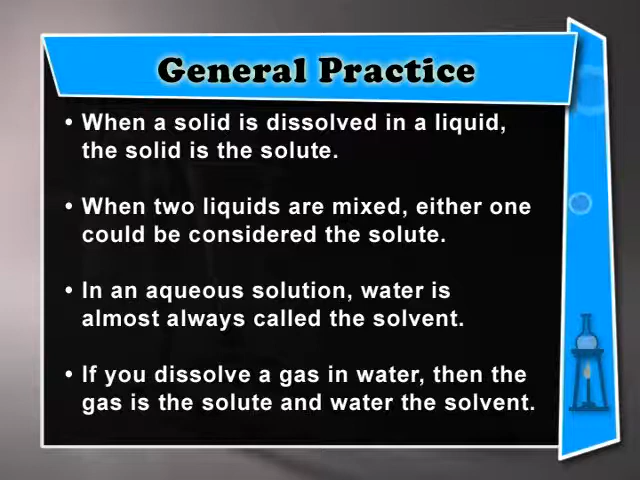 General Practice
• When a solid is dissolved in a liquid,
the solid is the solute.
• When two liquids are mixed, either one
could be considered the solute.
• In an aqueous solution, water is
almost always called the solvent.
• If you dissolve a gas in water, then the
gas is the solute and water the solvent.